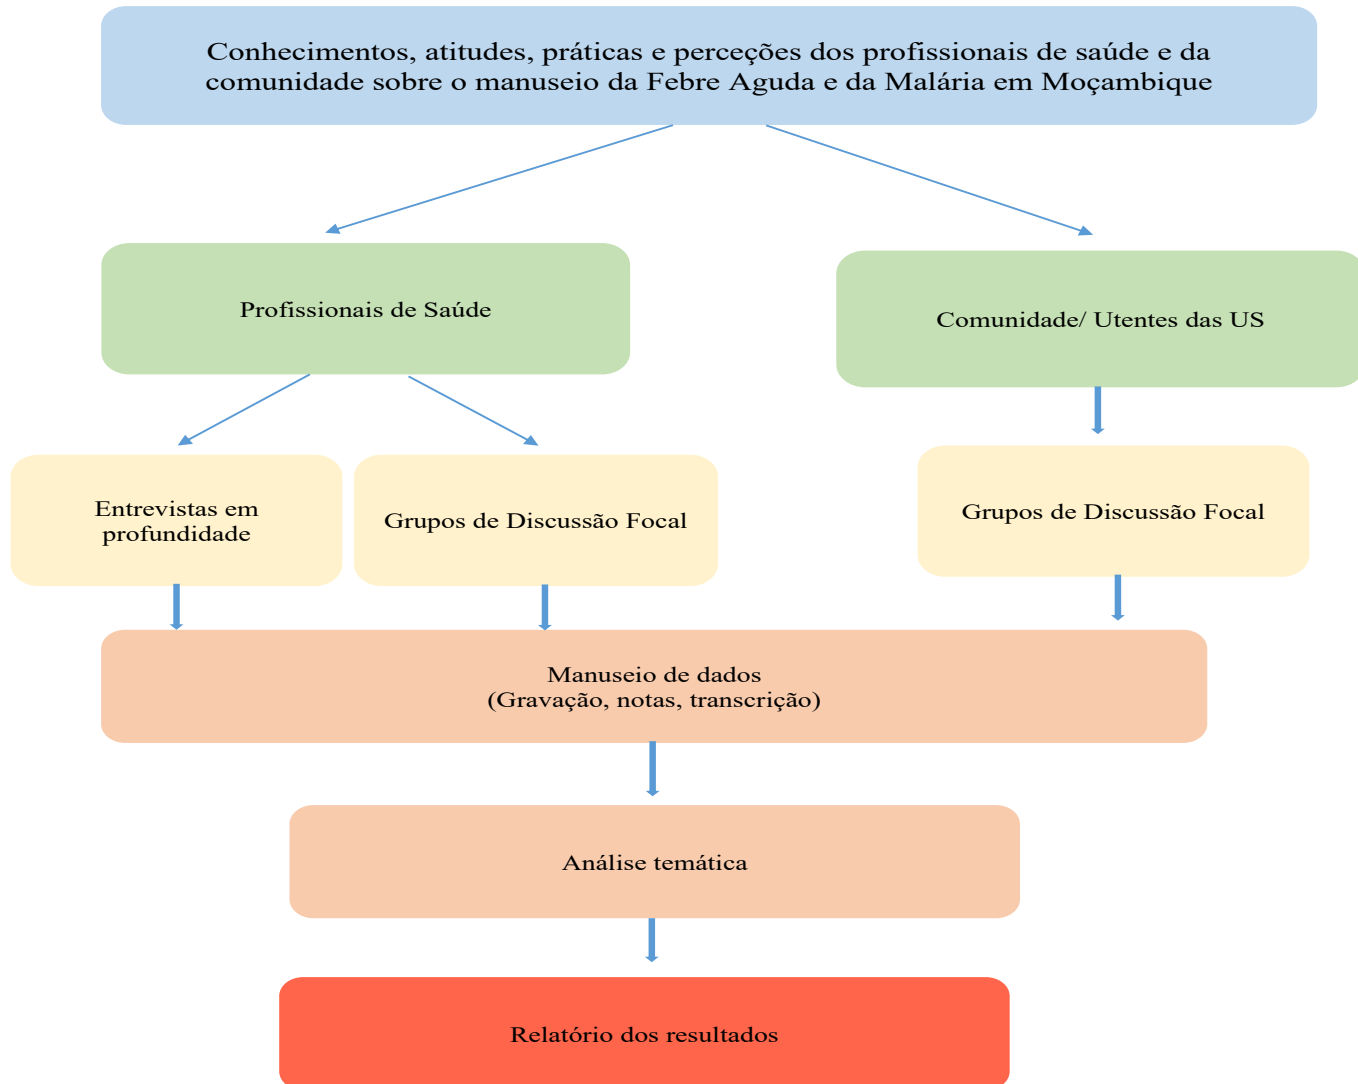 Conhecimentos, atitudes, práticas e perceções dos profissionais de saúde e da
comunidade sobre o manuseio da Febre Aguda e da Malária em Moçambique
Profissionais de Saúde
Comunidade/ Utentes das US
Entrevistas em
profundidade
Grupos de Discussão Focal
Grupos de Discussão Focal
Manuseio de dados
(Gravação, notas, transcrição)
Análise temática
Relatório dos resultados